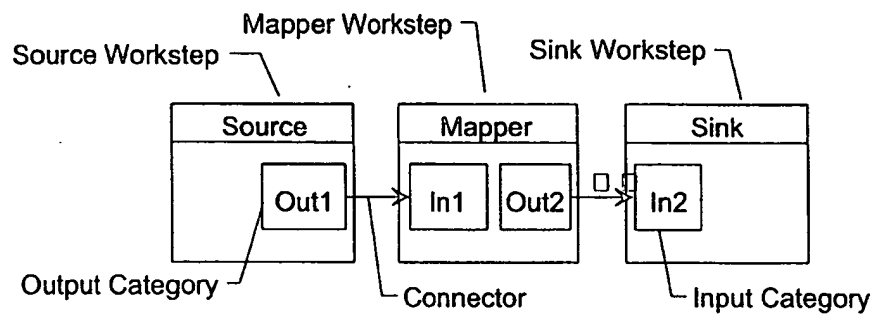 Mapper Workstep
Source Workstep
Sink Workstep
Source
Mapper
Sink
Out1
In1
Out2
In2
Output Category
Connector
Input Category